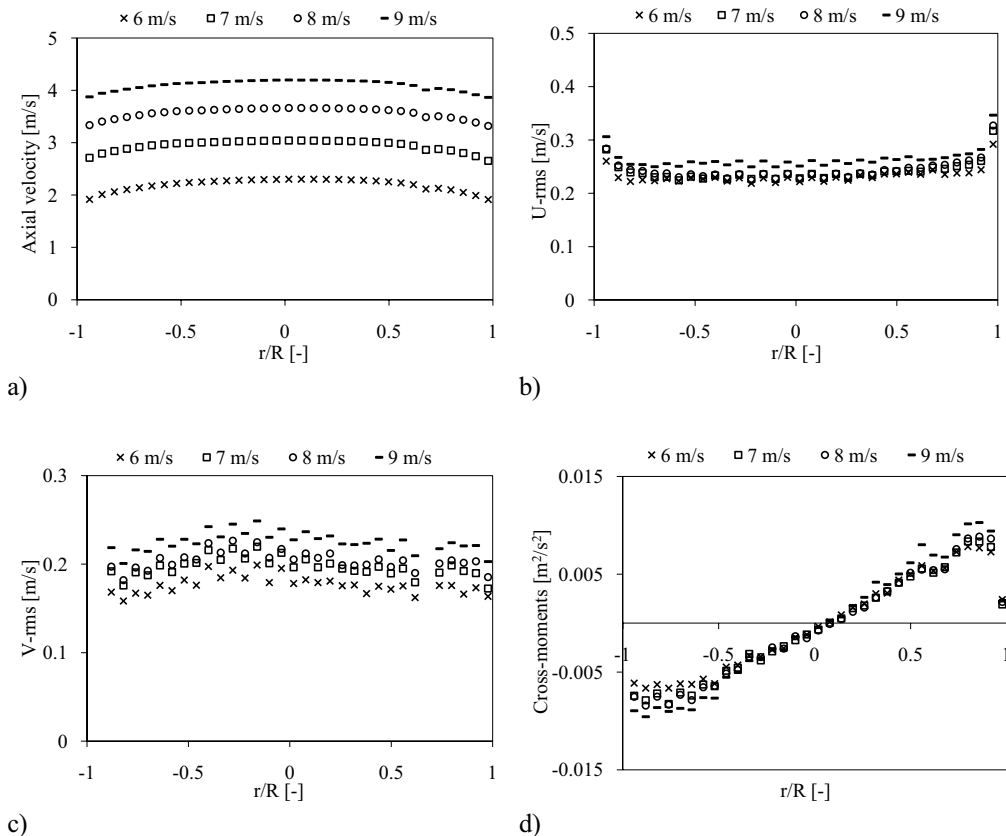 × 6 m/s □ 7 m/s ○ 8 m/s – 9 m/s
5
4
3
2
1
0
-1 -0.5 0 0.5 1
Axial velocity [m/s]
r/R [-]
a)
× 6 m/s □ 7 m/s ○ 8 m/s – 9 m/s
0.5
0.4
0.3
0.2
0.1
0
-1 -0.5 0 0.5 1
U-rms [m/s]
r/R [-]
b)
× 6 m/s □ 7 m/s ○ 8 m/s – 9 m/s
0.3
0.2
0.1
0
-1 -0.5 0 0.5 1
V-rms [m/s]
r/R [-]
c)
× 6 m/s □ 7 m/s ○ 8 m/s – 9 m/s
0.015
0.005
-0.005
-0.015
-1 -0.5 0 0.5 1
Cross-moments [m²/s²]
r/R [-]
d)